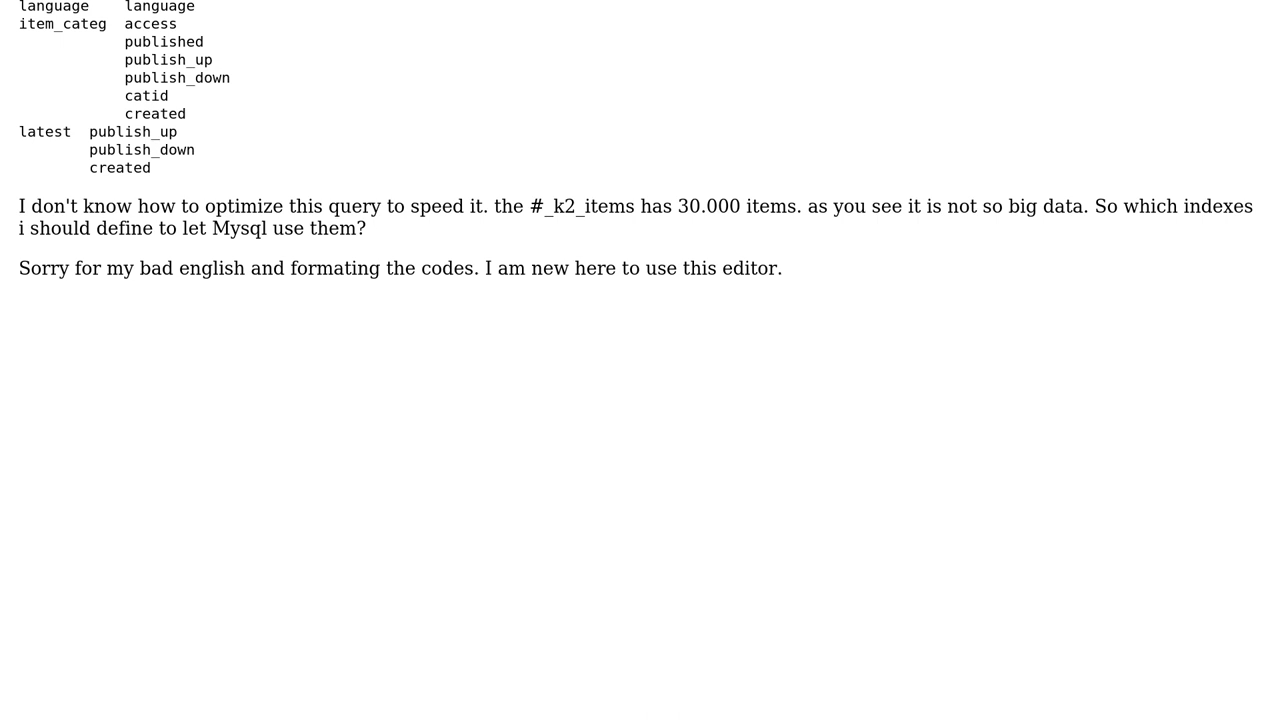 language    language
item_categ  access
            published
            publish_up
            publish_down
            catid
            created
latest  publish_up
        publish_down
        created
I don't know how to optimize this query to speed it. the #_k2_items has 30.000 items. as you see it is not so big data. So which indexes
i should define to let Mysql use them?
Sorry for my bad english and formating the codes. I am new here to use this editor.